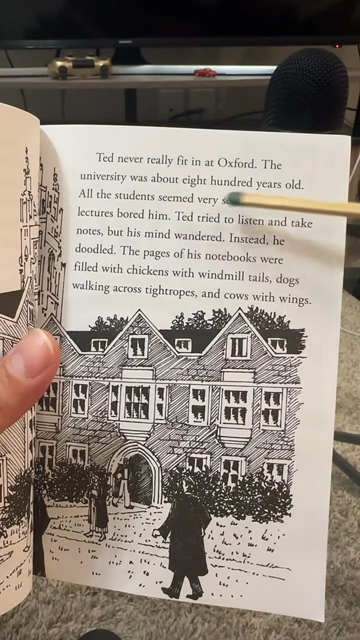 Ted never really fit in at Oxford. The
university was about eight hundred years old.
All the students seemed very
lectures bored him. Ted tried to listen and take
notes, but his mind wandered. Instead, he
doodled. The pages of his notebooks were
filled with chickens with windmill tails, dogs
walking across tightropes, and cows with wings.